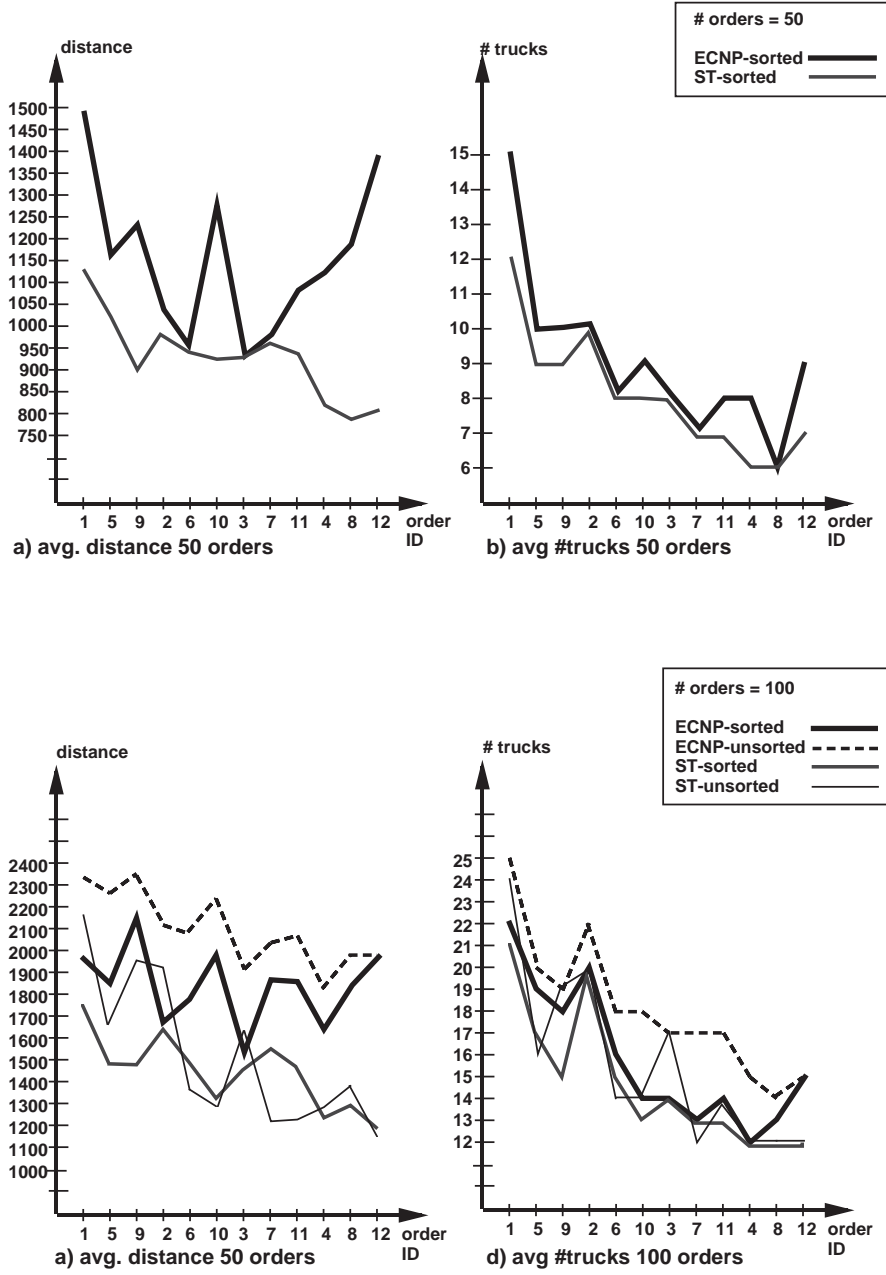 distance
1500
1450
1400
1350
1300
1250
1200
1150
1100
1050
1000
950
900
850
800
750
1 5 9 2 6 10 3 7 11 4 8 12 order ID
a) avg. distance 50 orders
# trucks
# orders = 50
ECNP-sorted
ST-sorted
15
14
13
12
11
10
9
8
7
6
1 5 9 2 6 10 3 7 11 4 8 12 order ID
b) avg #trucks 50 orders
distance
2400
2300
2200
2100
2000
1900
1800
1700
1600
1500
1400
1300
1200
1100
1000
1 5 9 2 6 10 3 7 11 4 8 12 order ID
a) avg. distance 50 orders
# trucks
# orders = 100
ECNP-sorted
ECNP-unsorted
ST-sorted
ST-unsorted
25
24
23
22
21
20
19
18
17
16
15
14
13
12
1 5 9 2 6 10 3 7 11 4 8 12 order ID
d) avg #trucks 100 orders